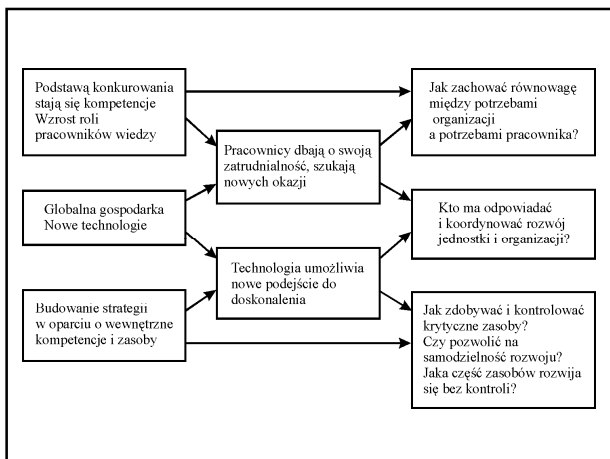 Podstawą konkurowania
stają się kompetencje
Wzrost roli
pracowników wiedzy
Globalna gospodarka
Nowe technologie
Budowanie strategii
w oparciu o wewnętrzne
kompetencje i zasoby
Pracownicy dbają o swoją
zatrudnialność, szukają
nowych okazji
Technologia umożliwia
nowe podejście do
doskonalenia
Jak zachować równowagę
między potrzebami
organizacji
a potrzebami pracownika?
Kto ma odpowiadać
i koordynować rozwój
jednostki i organizacji?
Jak zdobywać i kontrolować
krytyczne zasoby?
Czy pozwolić na
samodzielność rozwoju?
Jaka część zasobów rozwija
się bez kontroli?